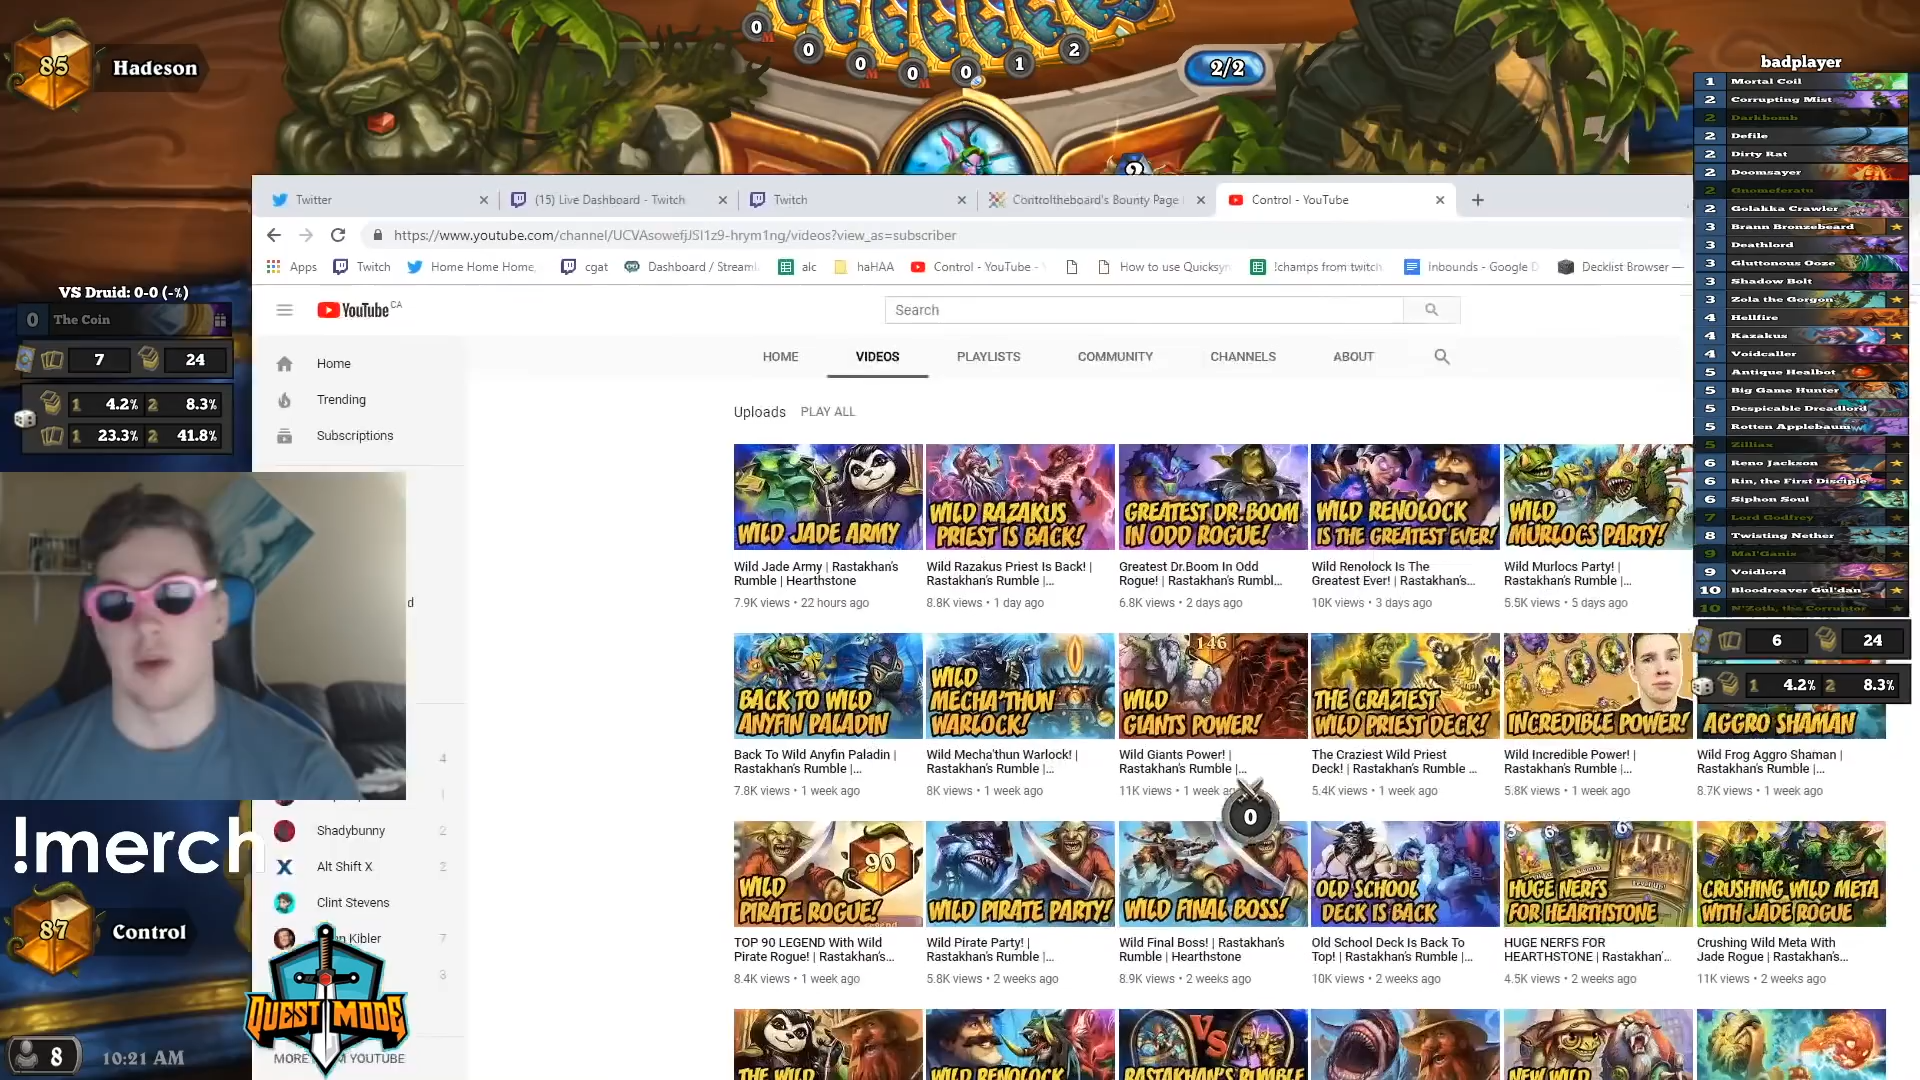 85
Hadeson
0
0
0
0
0
1
2
2/2
2
badplayer
1 Mortal Coil
2 Corrupting Mist
2 Darkbomb
2 Defile
2 Dirty Rat
2 Doomsayer
2 Gnomeferatu
2 Golakka Crawler
3 Brann Bronzebeard
3 Deathlord
3 Gluttonous Ooze
3 Shadow Bolt
3 Zola the Gorgon
4 Hellfire
4 Kazakus
4 Voidcaller
5 Antique Healbot
5 Big Game Hunter
5 Despicable Dreadlord
5 Rotten Applebaum
5 Zilliax
6 Reno Jackson
6 Rin, the First Disciple
6 Siphon Soul
7 Lord Godfrey
8 Twisting Nether
9 Mal'Ganis
9 Voidlord
10 Bloodreaver Gul'dan
10 N'Zoth, the Corruptor
6 24
1 4.2% 2 8.3%
VS Druid: 0-0 (-%)
0 The Coin
7 24
1 4.2% 2 8.3%
1 23.3% 2 41.8%
Twitter
(15) Live Dashboard - Twitch
Twitch
Controltheboard's Bounty Page
Control - YouTube
https://www.youtube.com/channel/UCVAsowefjJSI1z9-hrym1ng/videos?view_as=subscriber
Apps
Twitch
Home Home Home
cgat
Dashboard / Streaml
alc
haHAA
Control - YouTube -
How to use Quicksyn
!champs from twitch
Inbounds - Google D
Decklist Browser —
YouTube CA
Search
HOME
VIDEOS
PLAYLISTS
COMMUNITY
CHANNELS
ABOUT
Home
Trending
Subscriptions
Uploads PLAY ALL
WILD JADE ARMY
WILD RAZAKUS
PRIEST IS BACK!
GREATEST DR.BOOM
IN ODD ROGUE!
WILD RENOLOCK
IS THE GREATEST EVER!
WILD
MURLOCS PARTY!
Wild Jade Army | Rastakhan's
Rumble | Hearthstone
7.9K views • 22 hours ago
Wild Razakus Priest Is Back! |
Rastakhan's Rumble |...
8.8K views • 1 day ago
Greatest Dr.Boom In Odd
Rogue! | Rastakhan's Rumbl...
6.8K views • 2 days ago
Wild Renolock Is The
Greatest Ever! | Rastakhan's...
10K views • 3 days ago
Wild Murlocs Party! |
Rastakhan's Rumble |...
5.5K views • 5 days ago
BACK TO WILD
ANYFIN PALADIN
WILD
MECHA'THUN
WARLOCK!
146
WILD
GIANTS POWER!
THE CRAZIEST
WILD PRIEST DECK!
INCREDIBLE POWER!
AGGRO SHAMAN
Back To Wild Anyfin Paladin |
Rastakhan's Rumble |...
7.8K views • 1 week ago
Wild Mecha'thun Warlock! |
Rastakhan's Rumble |...
8K views • 1 week ago
Wild Giants Power! |
Rastakhan's Rumble |...
11K views • 1 week ago
The Craziest Wild Priest
Deck! | Rastakhan's Rumble ...
5.4K views • 1 week ago
Wild Incredible Power! |
Rastakhan's Rumble |...
5.8K views • 1 week ago
Wild Frog Aggro Shaman |
Rastakhan's Rumble |...
8.7K views • 1 week ago
0
d
4
1
Shadybunny 2
Alt Shift X 2
Clint Stevens
Kibler 7
3
WILD
PIRATE ROGUE!
90
WILD PIRATE PARTY!
WILD FINAL BOSS!
OLD SCHOOL
DECK IS BACK
HUGE NERFS
FOR HEARTHSTONE
CRUSHING WILD META
WITH JADE ROGUE
TOP 90 LEGEND With Wild
Pirate Rogue! | Rastakhan's...
8.4K views • 1 week ago
Wild Pirate Party! |
Rastakhan's Rumble |...
5.8K views • 2 weeks ago
Wild Final Boss! | Rastakhan's
Rumble | Hearthstone
8.9K views • 2 weeks ago
Old School Deck Is Back To
Top! | Rastakhan's Rumble |...
10K views • 2 weeks ago
HUGE NERFS FOR
HEARTHSTONE | Rastakhan'...
4.5K views • 2 weeks ago
Crushing Wild Meta With
Jade Rogue | Rastakhan's...
11K views • 2 weeks ago
THE WILD
WILD RENOLOCK
VS
RASTAKHAN'S RUMBLE
NEW WILD
!merch
87
Control
QUEST MODE
8
10:21 AM
MORE
M YOUTUBE